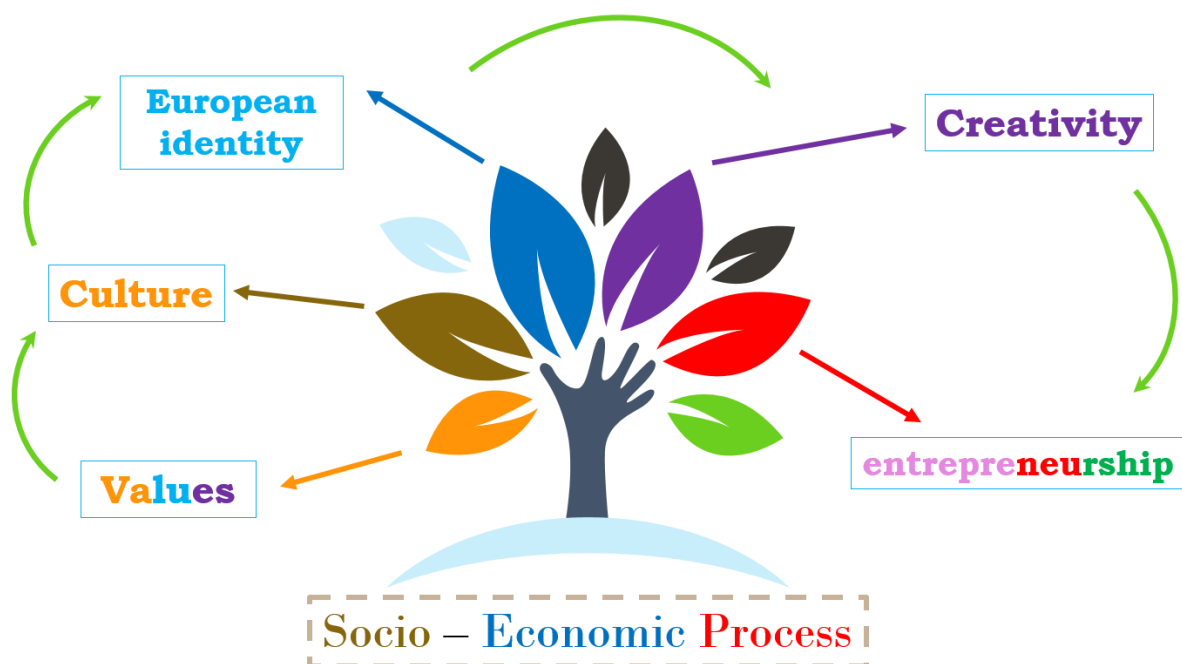 European
identity
Creativity
Culture
Values
entrepreneurship
Socio – Economic Process